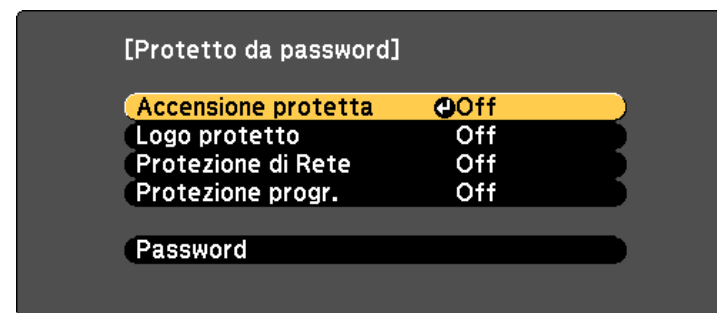 [Protetto da password]
Accensione protetta Off
Logo protetto Off
Protezione di Rete Off
Protezione progr. Off
Password